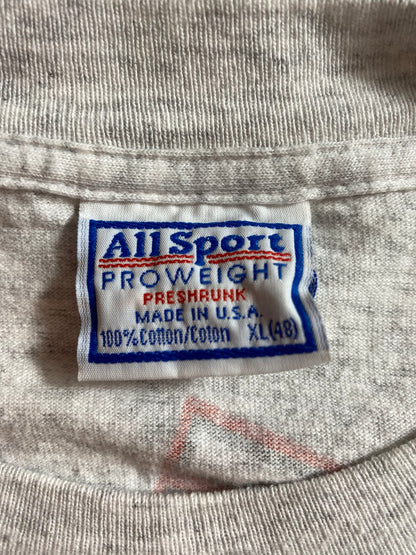 All Sport
PROWEIGHT
PRESHRUNK
MADE IN U.S.A.
100% Cotton/Coton XL(48)